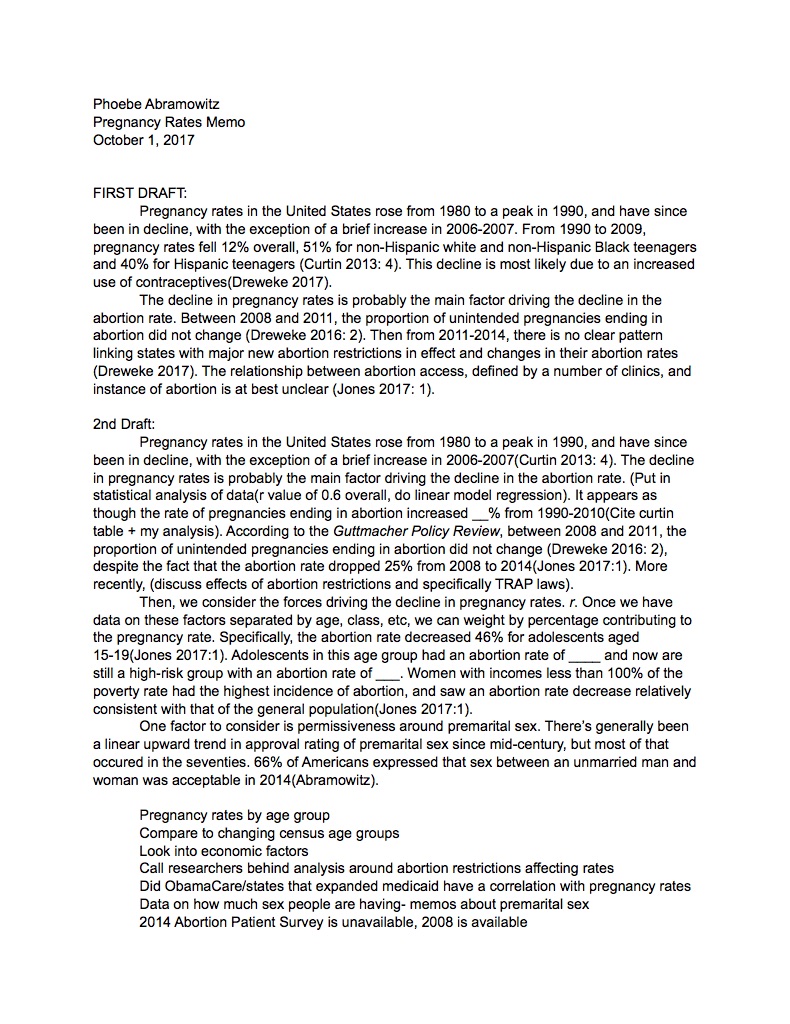 Phoebe Abramowitz
Pregnancy Rates Memo
October 1, 2017
FIRST DRAFT:
Pregnancy rates in the United States rose from 1980 to a peak in 1990, and have since
been in decline, with the exception of a brief increase in 2006-2007. From 1990 to 2009,
pregnancy rates fell 12% overall, 51% for non-Hispanic white and non-Hispanic Black teenagers
and 40% for Hispanic teenagers (Curtin 2013: 4). This decline is most likely due to an increased
use of contraceptives(Dreweke 2017).
The decline in pregnancy rates is probably the main factor driving the decline in the
abortion rate. Between 2008 and 2011, the proportion of unintended pregnancies ending in
abortion did not change (Dreweke 2016: 2). Then from 2011-2014, there is no clear pattern
linking states with major new abortion restrictions in effect and changes in their abortion rates
(Dreweke 2017). The relationship between abortion access, defined by a number of clinics, and
instance of abortion is at best unclear (Jones 2017: 1).
2nd Draft:
Pregnancy rates in the United States rose from 1980 to a peak in 1990, and have since
been in decline, with the exception of a brief increase in 2006-2007(Curtin 2013: 4). The decline
in pregnancy rates is probably the main factor driving the decline in the abortion rate. (Put in
statistical analysis of data(r value of 0.6 overall, do linear model regression). It appears as
though the rate of pregnancies ending in abortion increased __% from 1990-2010(Cite curtin
table + my analysis). According to the Guttmacher Policy Review, between 2008 and 2011, the
proportion of unintended pregnancies ending in abortion did not change (Dreweke 2016: 2),
despite the fact that the abortion rate dropped 25% from 2008 to 2014(Jones 2017:1). More
recently, (discuss effects of abortion restrictions and specifically TRAP laws).
Then, we consider the forces driving the decline in pregnancy rates. r. Once we have
data on these factors separated by age, class, etc, we can weight by percentage contributing to
the pregnancy rate. Specifically, the abortion rate decreased 46% for adolescents aged
15-19(Jones 2017:1). Adolescents in this age group had an abortion rate of ____ and now are
still a high-risk group with an abortion rate of ___. Women with incomes less than 100% of the
poverty rate had the highest incidence of abortion, and saw an abortion rate decrease relatively
consistent with that of the general population(Jones 2017:1).
One factor to consider is permissiveness around premarital sex. There's generally been
a linear upward trend in approval rating of premarital sex since mid-century, but most of that
occured in the seventies. 66% of Americans expressed that sex between an unmarried man and
woman was acceptable in 2014(Abramowitz).
Pregnancy rates by age group
Compare to changing census age groups
Look into economic factors
Call researchers behind analysis around abortion restrictions affecting rates
Did ObamaCare/states that expanded medicaid have a correlation with pregnancy rates
Data on how much sex people are having- memos about premarital sex
2014 Abortion Patient Survey is unavailable, 2008 is available